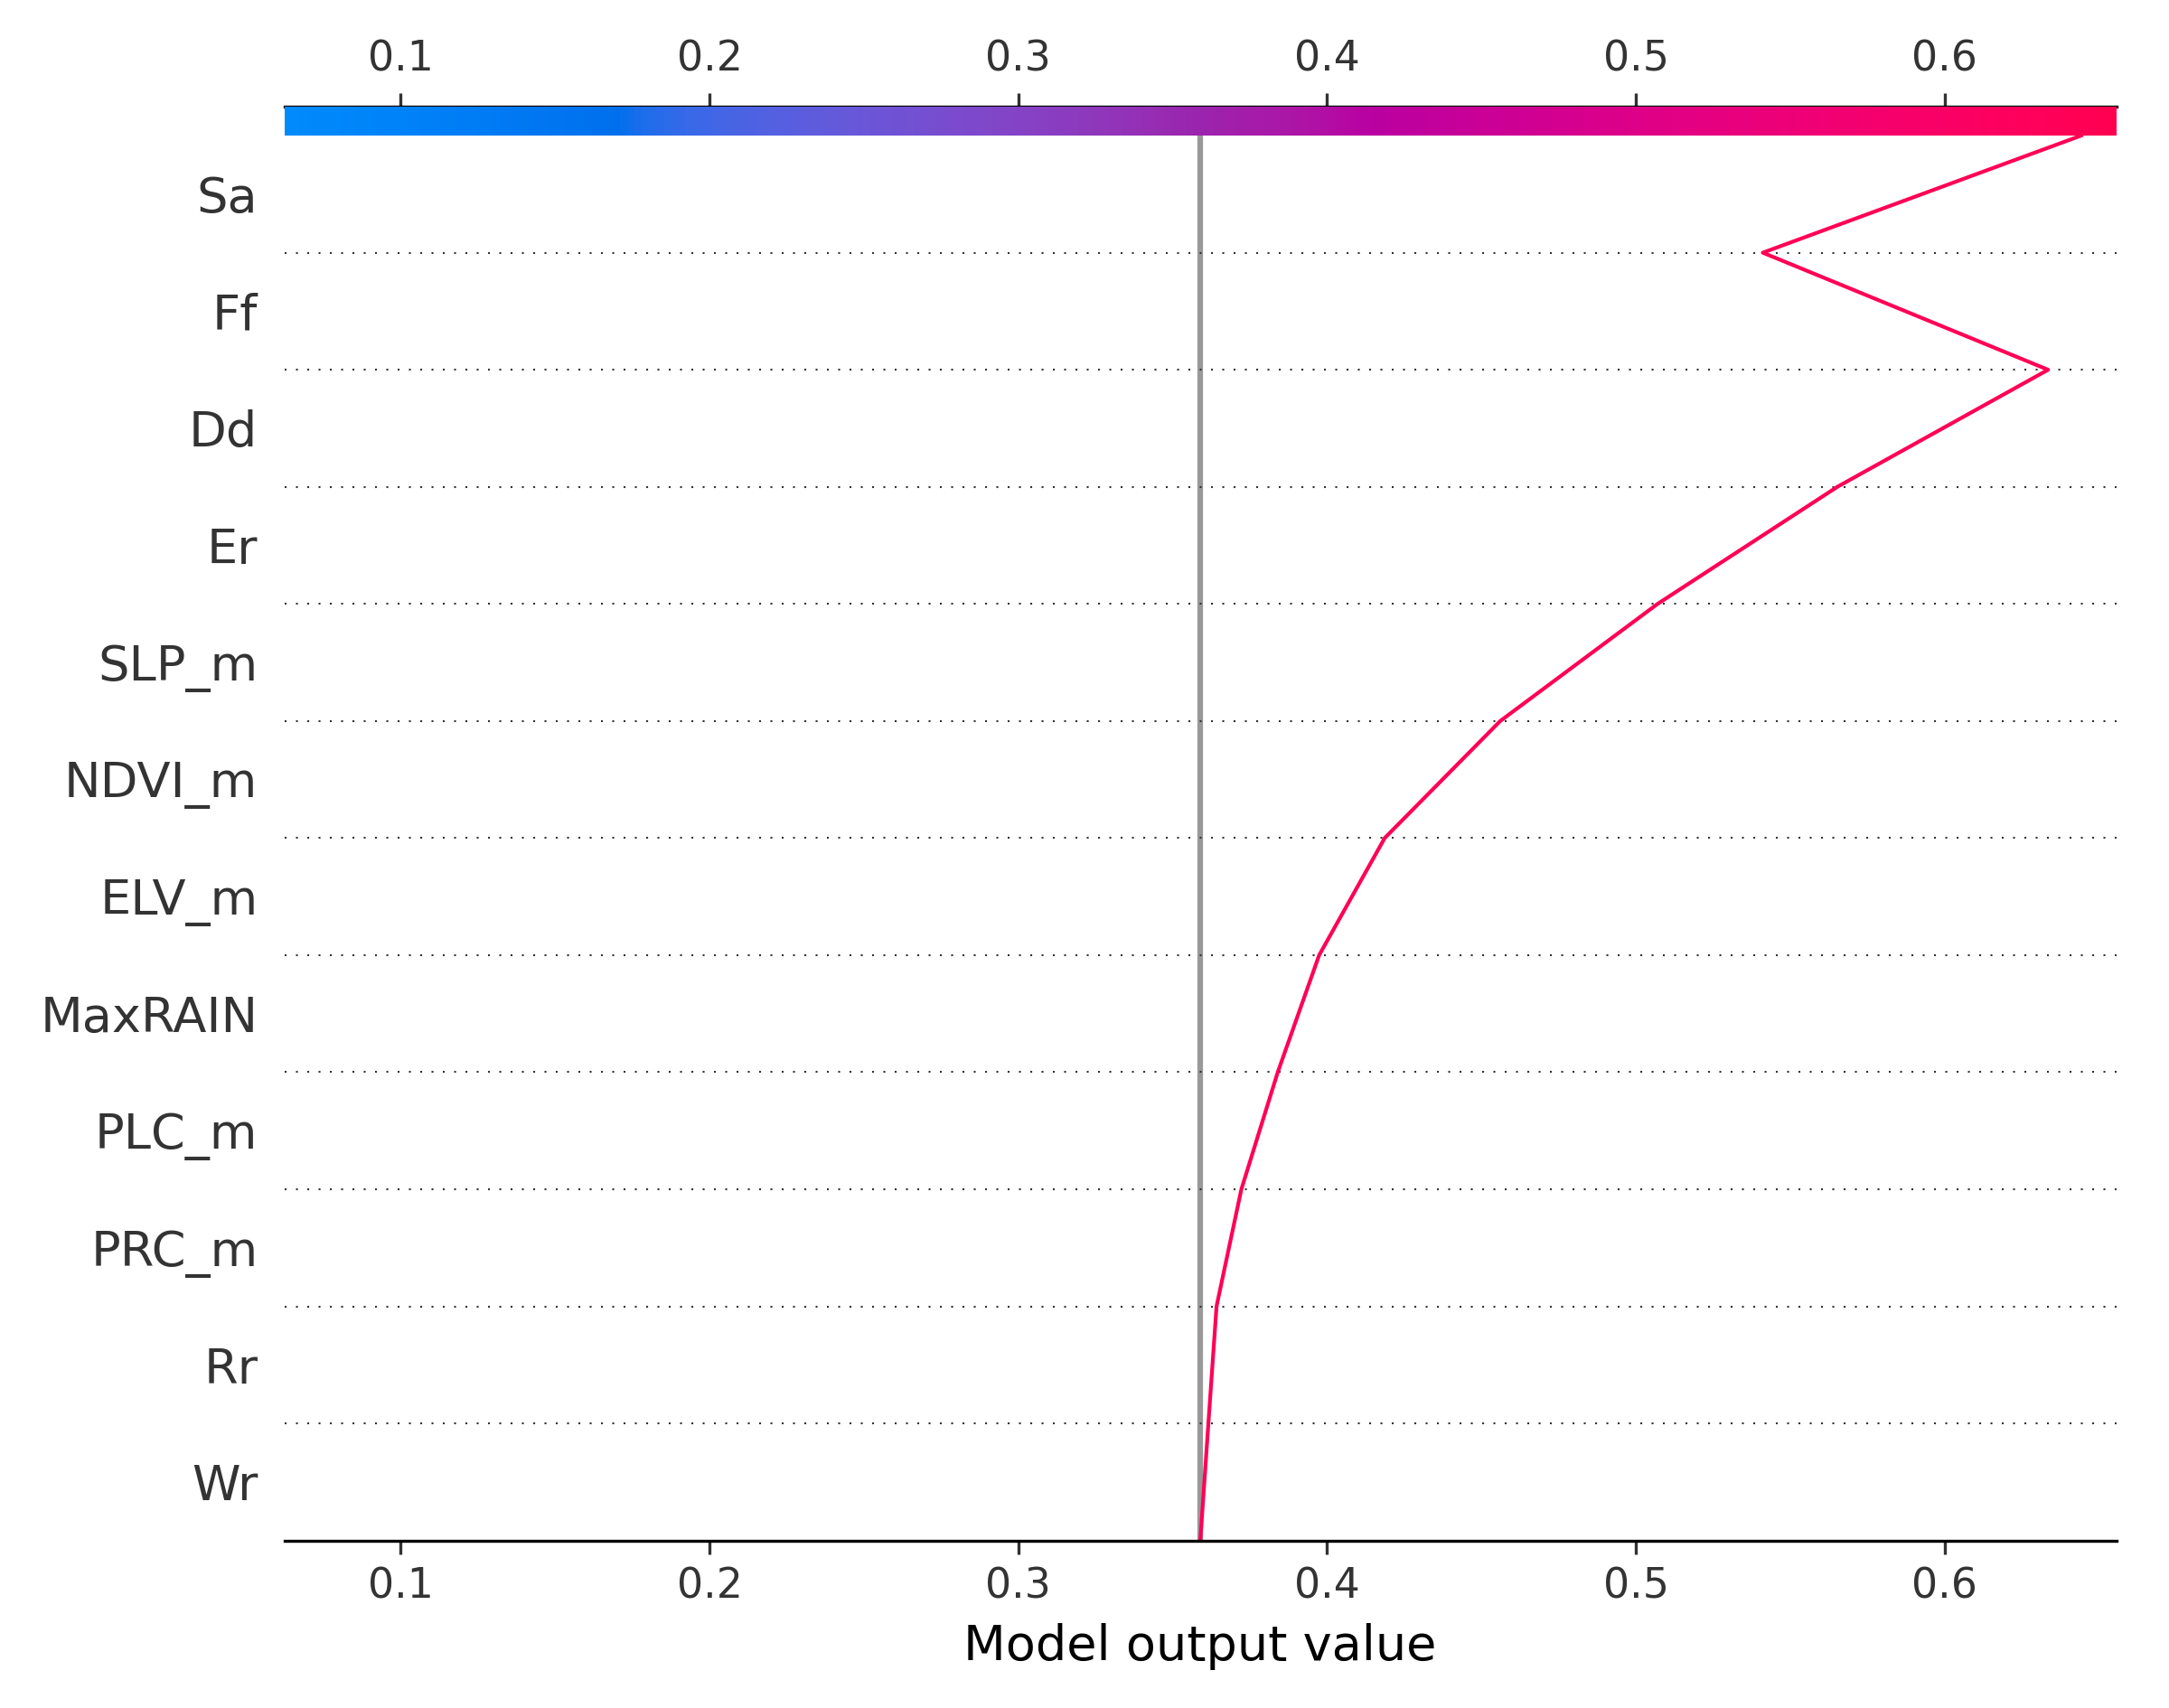 0.1 0.2 0.3 0.4 0.5 0.6
Sa
Ff
Dd
Er
SLP_m
NDVI_m
ELV_m
MaxRAIN
PLC_m
PRC_m
Rr
Wr
0.1 0.2 0.3 0.4 0.5 0.6
Model output value